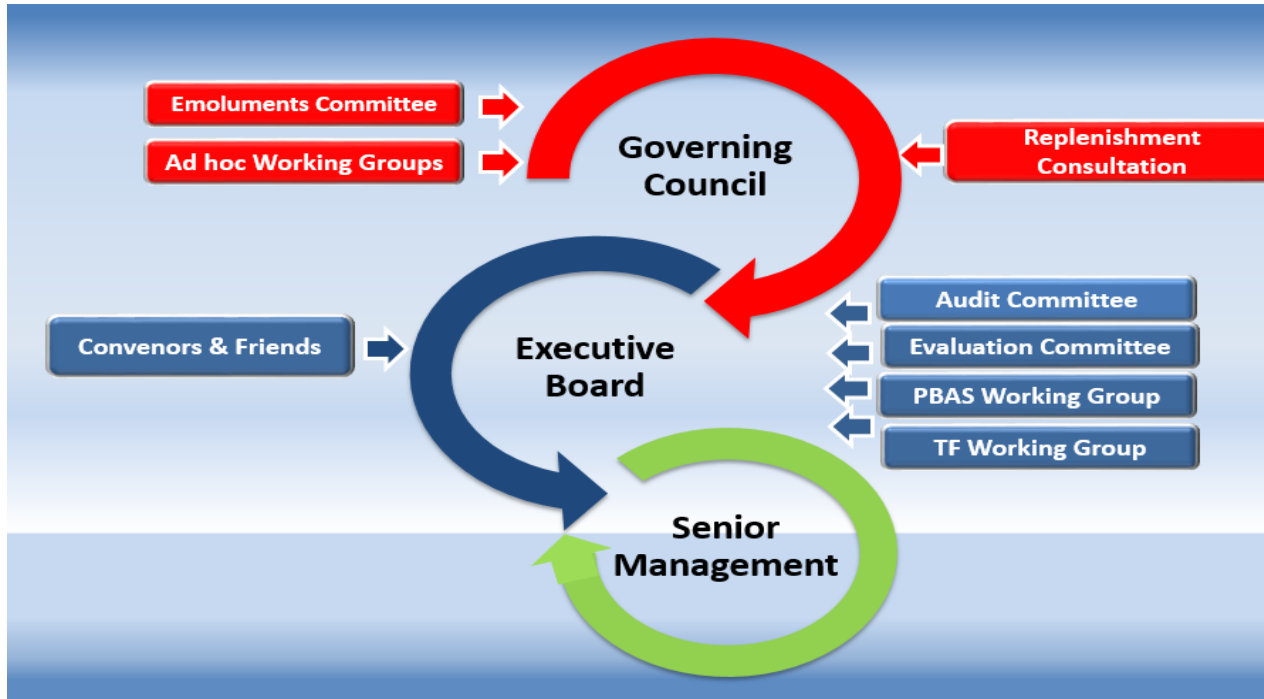 Emoluments Committee
Ad hoc Working Groups
Governing
Council
Replenishment
Consultation
Convenors & Friends
Executive
Board
Audit Committee
Evaluation Committee
PBAS Working Group
TF Working Group
Senior
Management